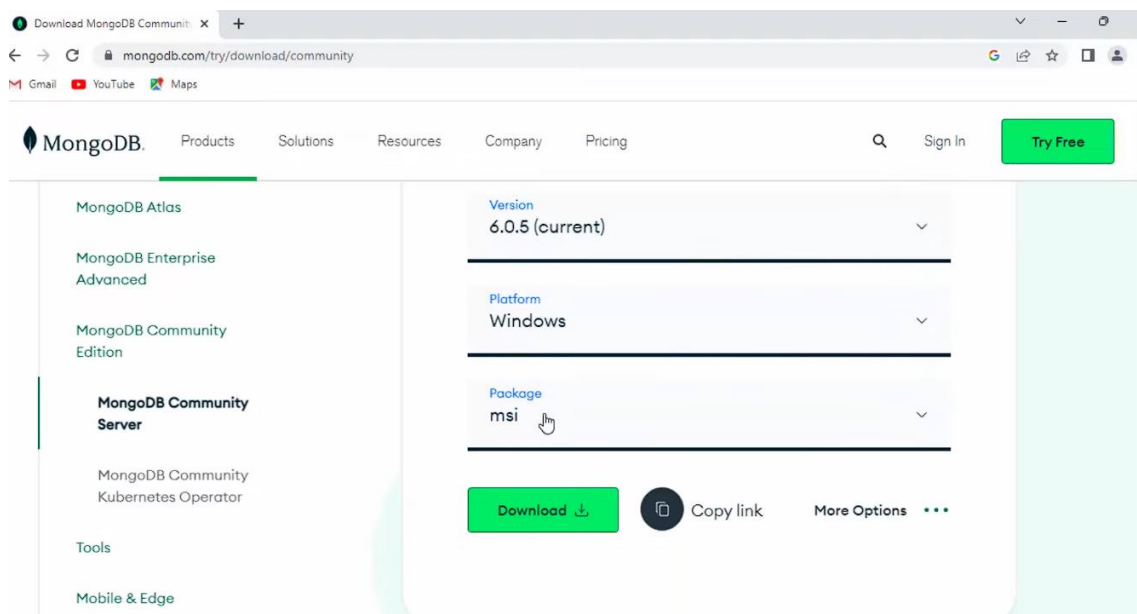 Download MongoDB Communit
mongodb.com/try/download/community
Gmail YouTube Maps
MongoDB. Products Solutions Resources Company Pricing Sign In Try Free
MongoDB Atlas
MongoDB Enterprise
Advanced
MongoDB Community
Edition
MongoDB Community
Server
MongoDB Community
Kubernetes Operator
Tools
Mobile & Edge
Version
6.0.5 (current)
Platform
Windows
Package
msi
Download Copy link More Options